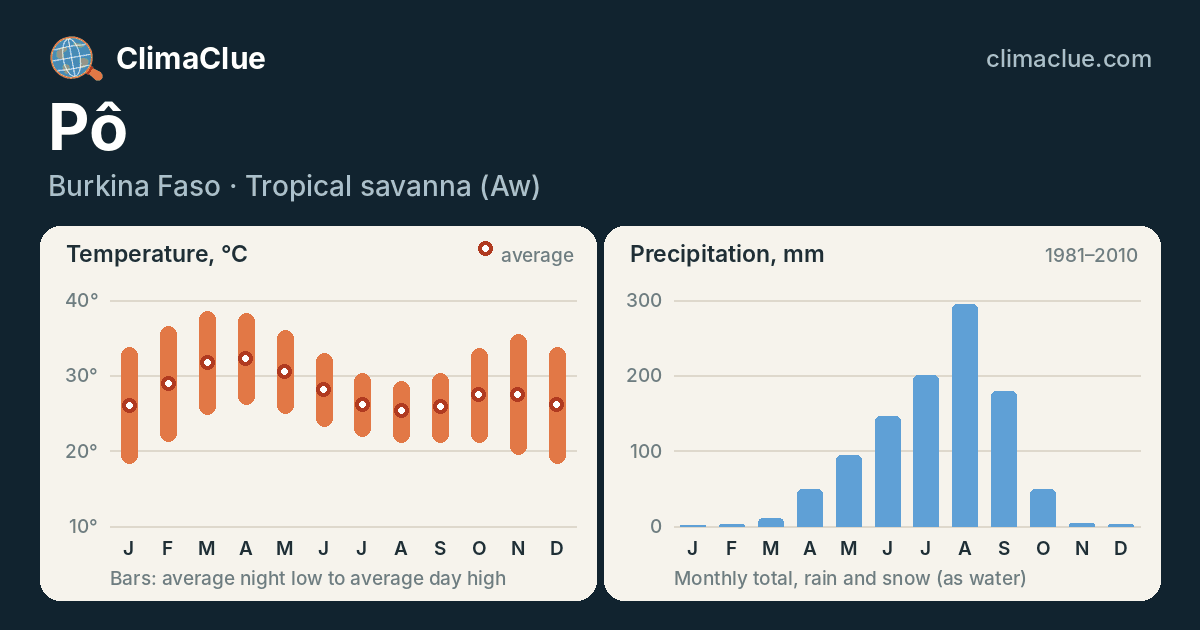 ClimaClue
climaclue.com
Pô
Burkina Faso · Tropical savanna (Aw)
Temperature, °C
average
40°
30°
20°
10°
J F M A M J J A S O N D
Bars: average night low to average day high
Precipitation, mm
1981–2010
300
200
100
0
J F M A M J J A S O N D
Monthly total, rain and snow (as water)